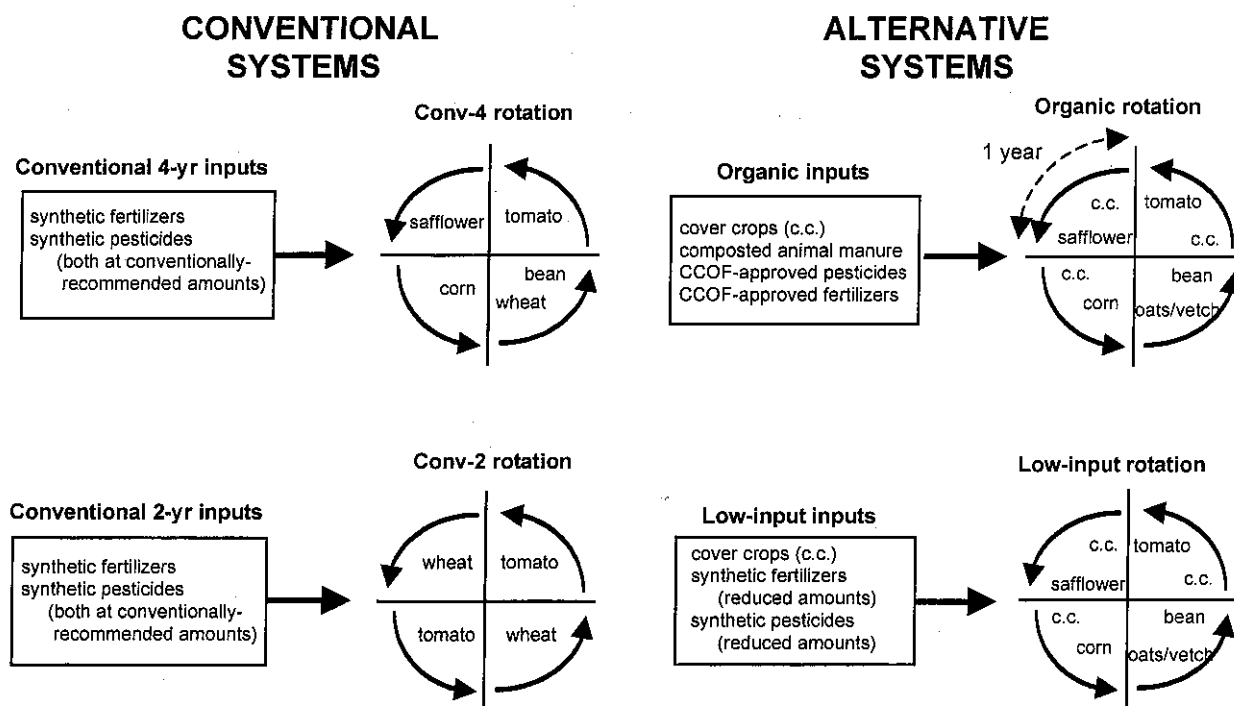 CONVENTIONAL
SYSTEMS
Conv-4 rotation
Conventional 4-yr inputs
synthetic fertilizers
synthetic pesticides
(both at conventionally-
recommended amounts)
safflower
tomato
corn
bean
wheat
Conv-2 rotation
Conventional 2-yr inputs
synthetic fertilizers
synthetic pesticides
(both at conventionally-
recommended amounts)
wheat
tomato
tomato
wheat
ALTERNATIVE
SYSTEMS
Organic rotation
1 year
Organic inputs
cover crops (c.c.)
composted animal manure
CCOF-approved pesticides
CCOF-approved fertilizers
c.c.
tomato
safflower
c.c.
c.c.
bean
corn
oats/vetch
Low-input rotation
Low-input inputs
cover crops (c.c.)
synthetic fertilizers
(reduced amounts)
synthetic pesticides
(reduced amounts)
c.c.
tomato
safflower
c.c.
c.c.
bean
corn
oats/vetch